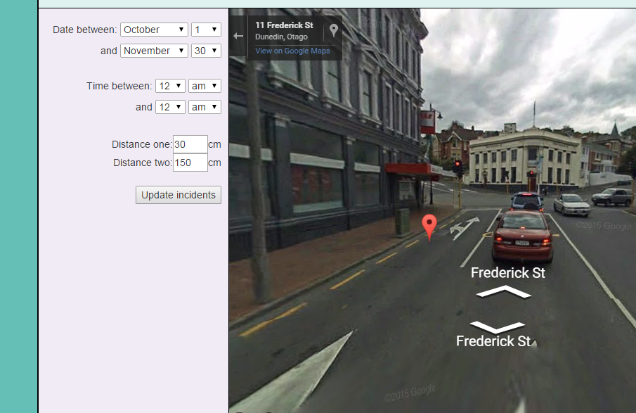 Date between: October 1
and November 30
Time between: 12 am
and 12 am
Distance one: 30 cm
Distance two: 150 cm
Update incidents
11 Frederick St
Dunedin, Otago
View on Google Maps
©2015 Google
Frederick St
Frederick St
©2015 Google